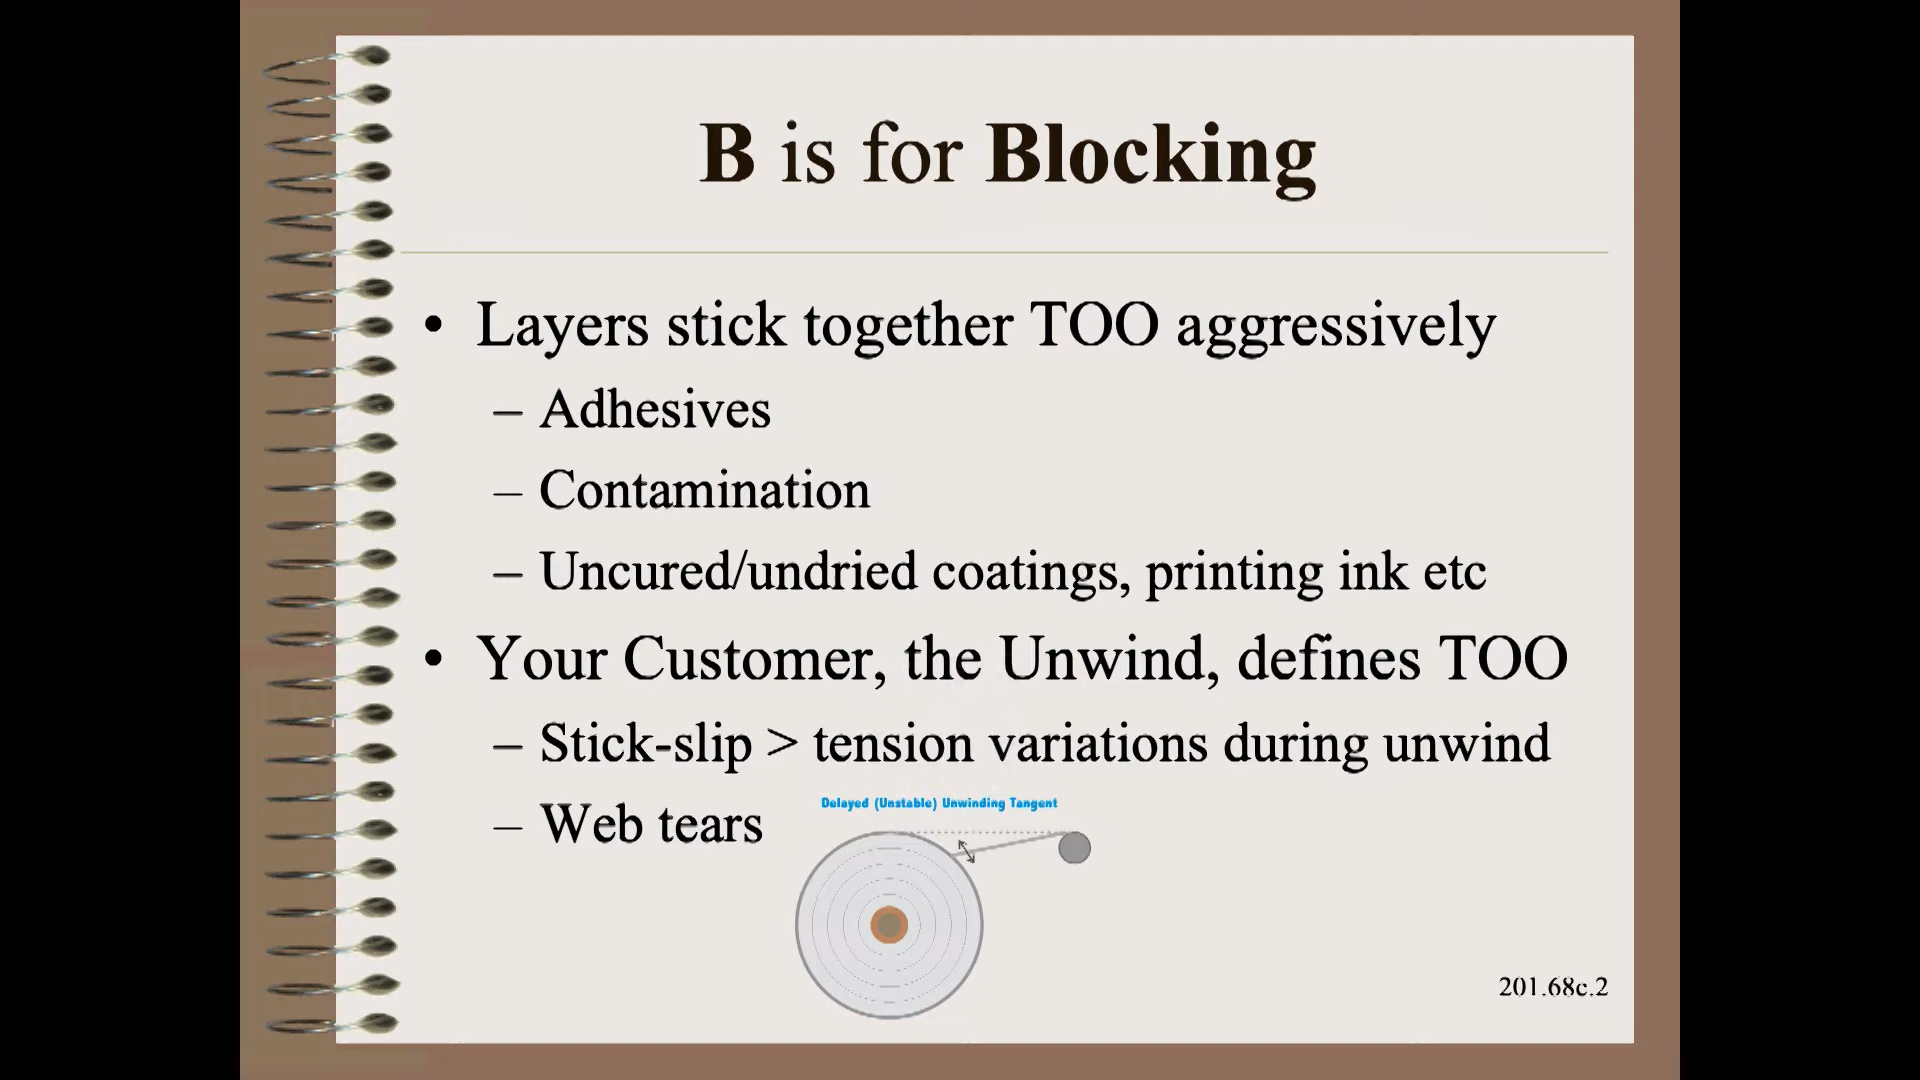 B is for Blocking
• Layers stick together TOO aggressively
– Adhesives
– Contamination
– Uncured/undried coatings, printing ink etc
• Your Customer, the Unwind, defines TOO
– Stick-slip > tension variations during unwind
– Web tears
Delayed (Unstable) Unwinding Tangent
201.68c.2